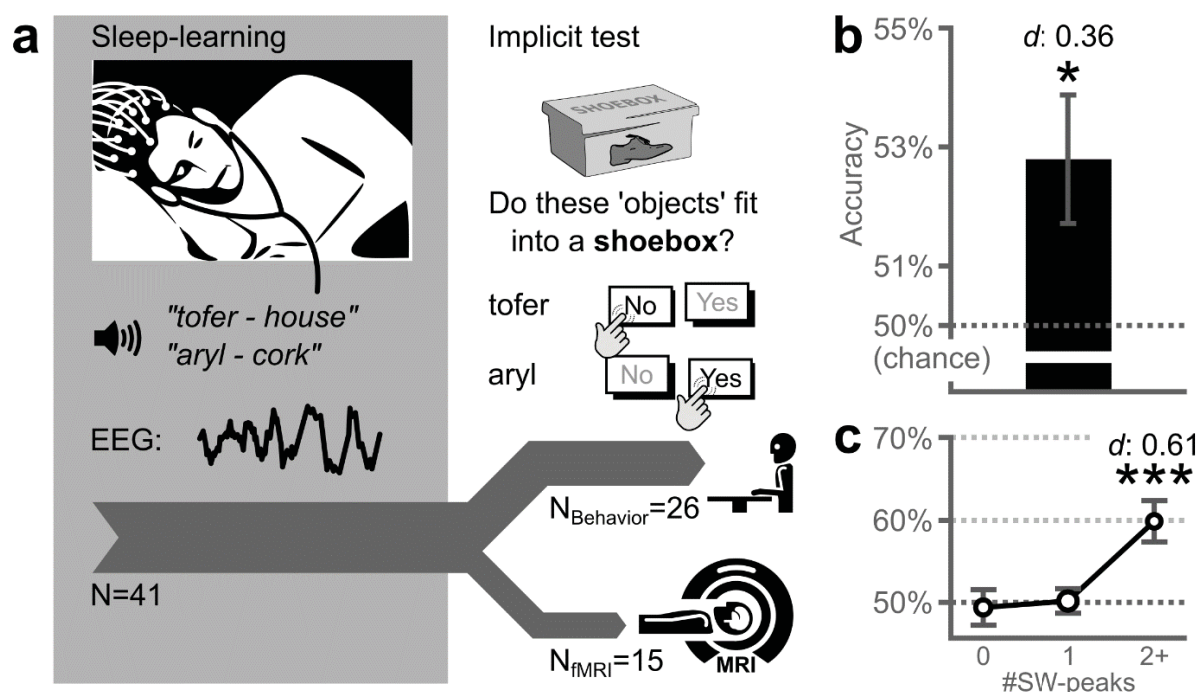 a
Sleep-learning
"tofer - house"
"aryl - cork"
EEG:
N=41
Implicit test
SHOEBOX
Do these 'objects' fit
into a shoebox?
tofer
No
Yes
aryl
No
Yes
NBehavior=26
NfMRI=15
MRI
b
55%
53%
51%
50%
(chance)
Accuracy
d: 0.36
*
c
70%
60%
50%
d: 0.61
***
0 1 2+
#SW-peaks